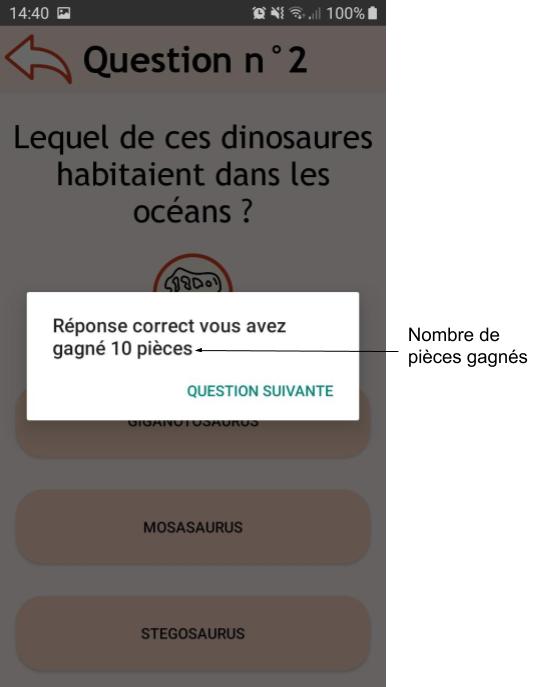 14:40 100%
Question n°2
Lequel de ces dinosaures
habitaient dans les
océans ?
Réponse correct vous avez
gagné 10 pièces
QUESTION SUIVANTE
Nombre de
pièces gagnés
GIGANOTOSAURUS
MOSASAURUS
STEGOSAURUS